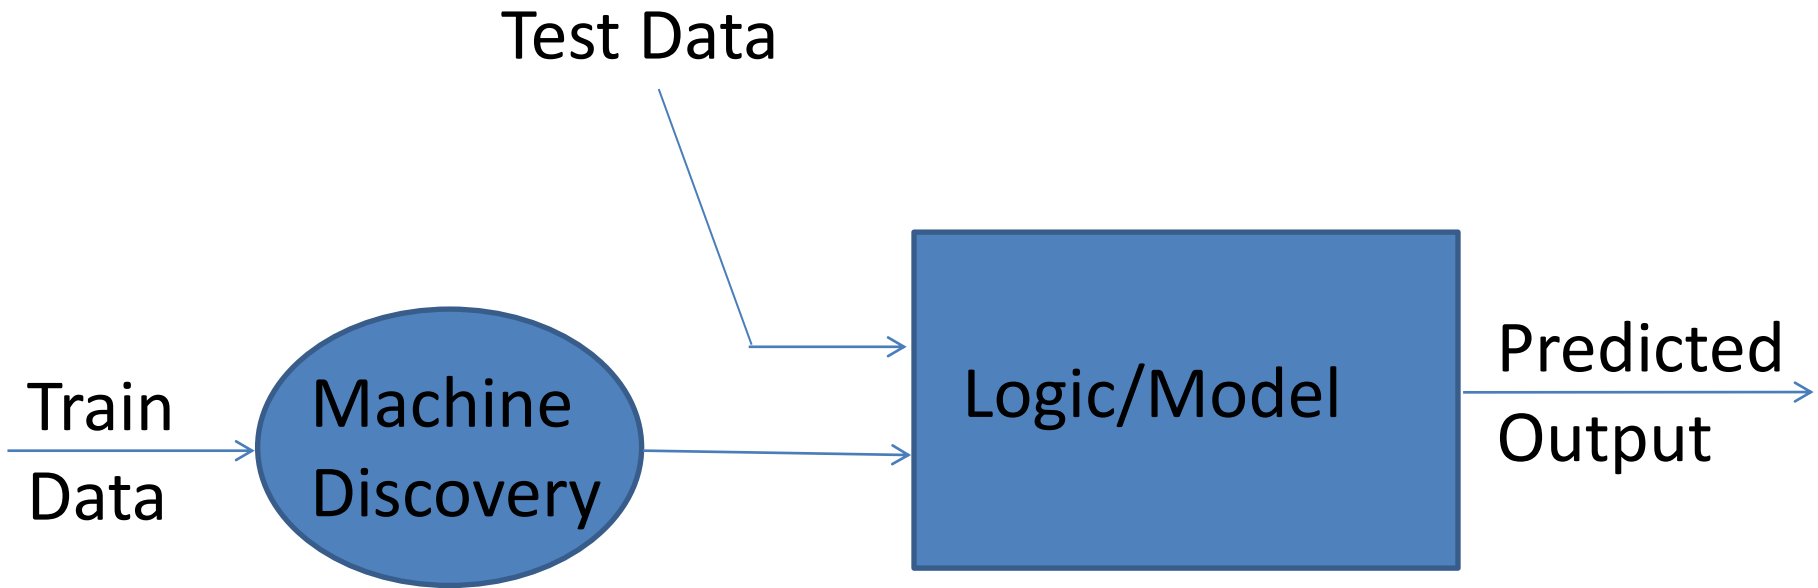 Test Data
Train
Data
Machine
Discovery
Logic/Model
Predicted
Output